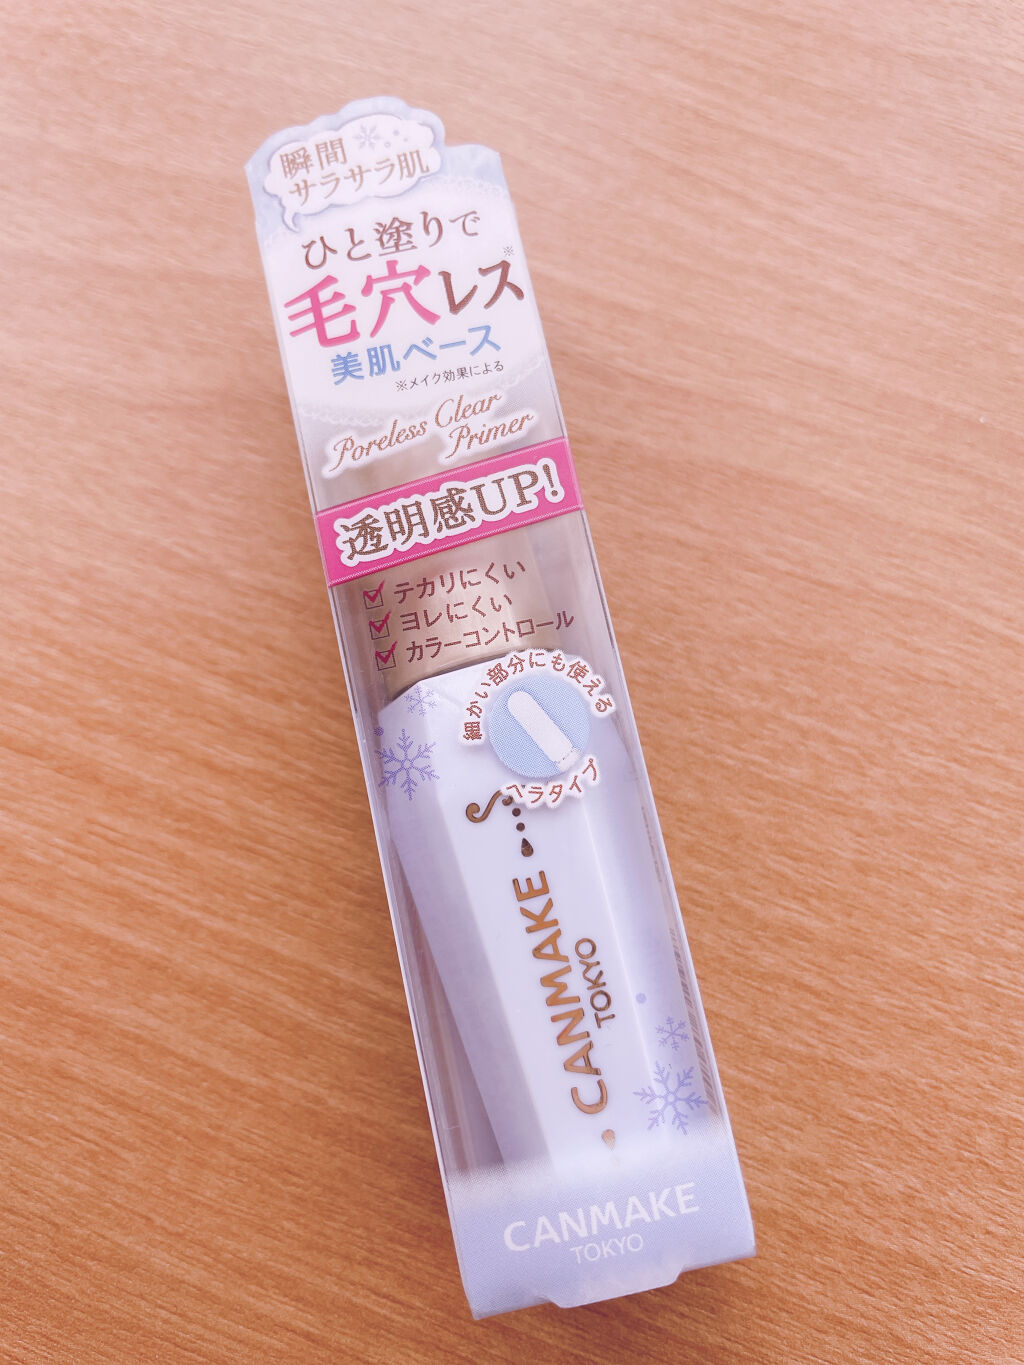 瞬間
サラサラ肌
ひと塗りで
毛穴レス※
美肌ベース
※メイク効果による
Poreless Clear
Primer
透明感UP!
テカリにくい
ヨレにくい
カラーコントロール
細かい部分にも使える
ヘラタイプ
CANMAKE
TOKYO
CANMAKE
TOKYO